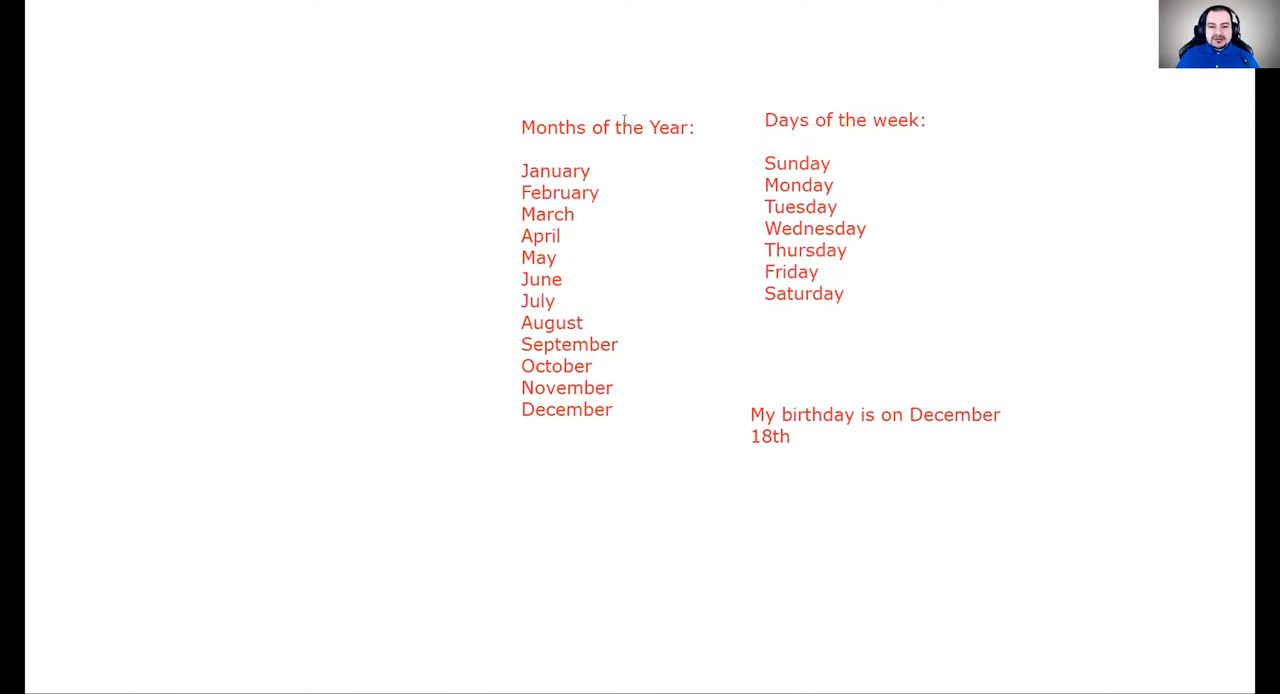 Months of the Year:
January
February
March
April
May
June
July
August
September
October
November
December
Days of the week:
Sunday
Monday
Tuesday
Wednesday
Thursday
Friday
Saturday
My birthday is on December
18th